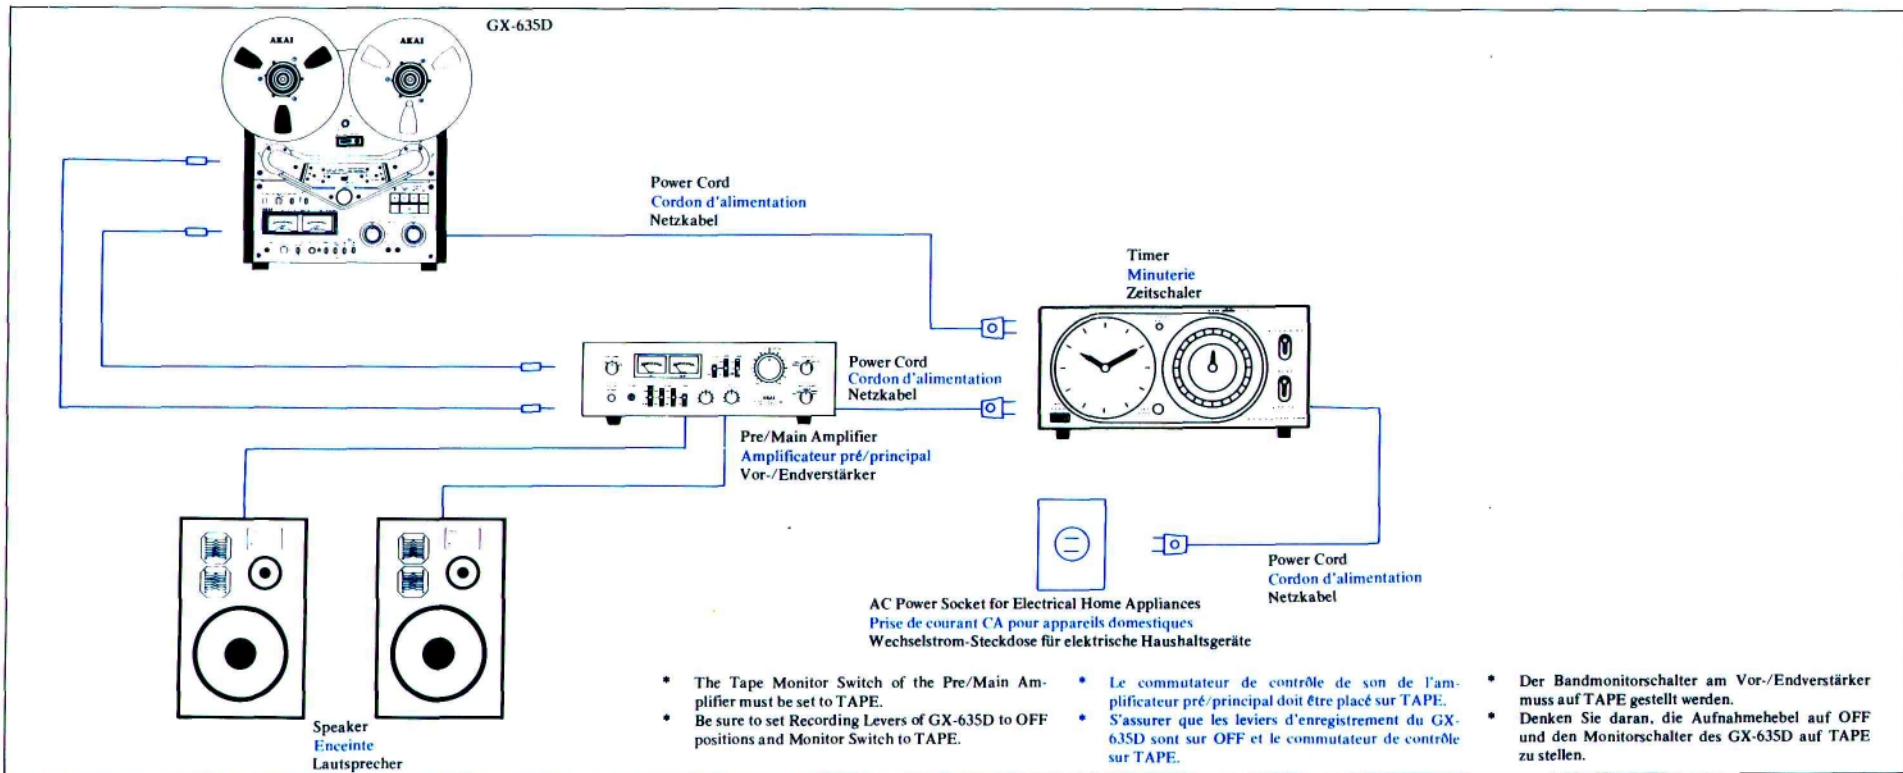 GX-635D
AKAI
AKAI
Power Cord
Cordon d'alimentation
Netzkabel
Timer
Minuterie
Zeitschaler
Power Cord
Cordon d'alimentation
Netzkabel
AKAI
Pre/Main Amplifier
Amplificateur pré/principal
Vor-/Endverstärker
Power Cord
Cordon d'alimentation
Netzkabel
AC Power Socket for Electrical Home Appliances
Prise de courant CA pour appareils domestiques
Wechselstrom-Steckdose für elektrische Haushaltsgeräte
Speaker
Enceinte
Lautsprecher
* The Tape Monitor Switch of the Pre/Main Am-
plifier must be set to TAPE.
* Be sure to set Recording Levers of GX-635D to OFF
positions and Monitor Switch to TAPE.
* Le commutateur de contrôle de son de l'am-
plificateur pré/principal doit être placé sur TAPE.
* S'assurer que les leviers d'enregistrement du GX-
635D sont sur OFF et le commutateur de contrôle
sur TAPE.
* Der Bandmonitorschalter am Vor-/Endverstärker
muss auf TAPE gestellt werden.
* Denken Sie daran, die Aufnahmehebel auf OFF
und den Monitorschalter des GX-635D auf TAPE
zu stellen.